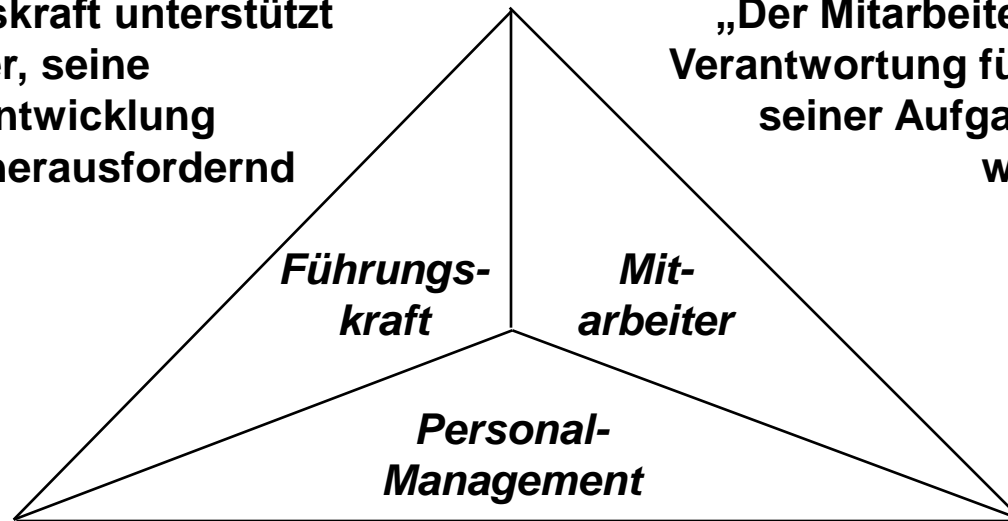 skraft unterstützt
er, seine
ntwicklung
herausfordernd
„Der Mitarbeite
Verantwortung fü
seiner Aufga
w
Führungs-
kraft
Mit-
arbeiter
Personal-
Management